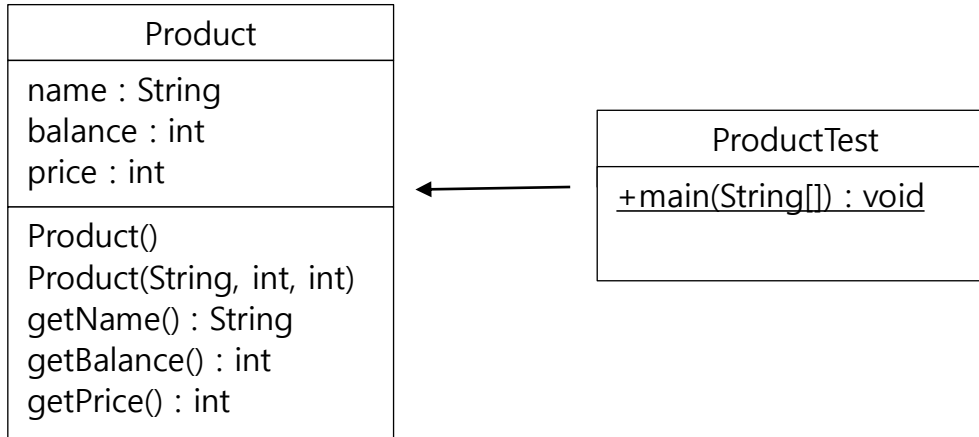 Product
name : String
balance : int
price : int
Product()
Product(String, int, int)
getName() : String
getBalance() : int
getPrice() : int
ProductTest
+main(String[]) : void